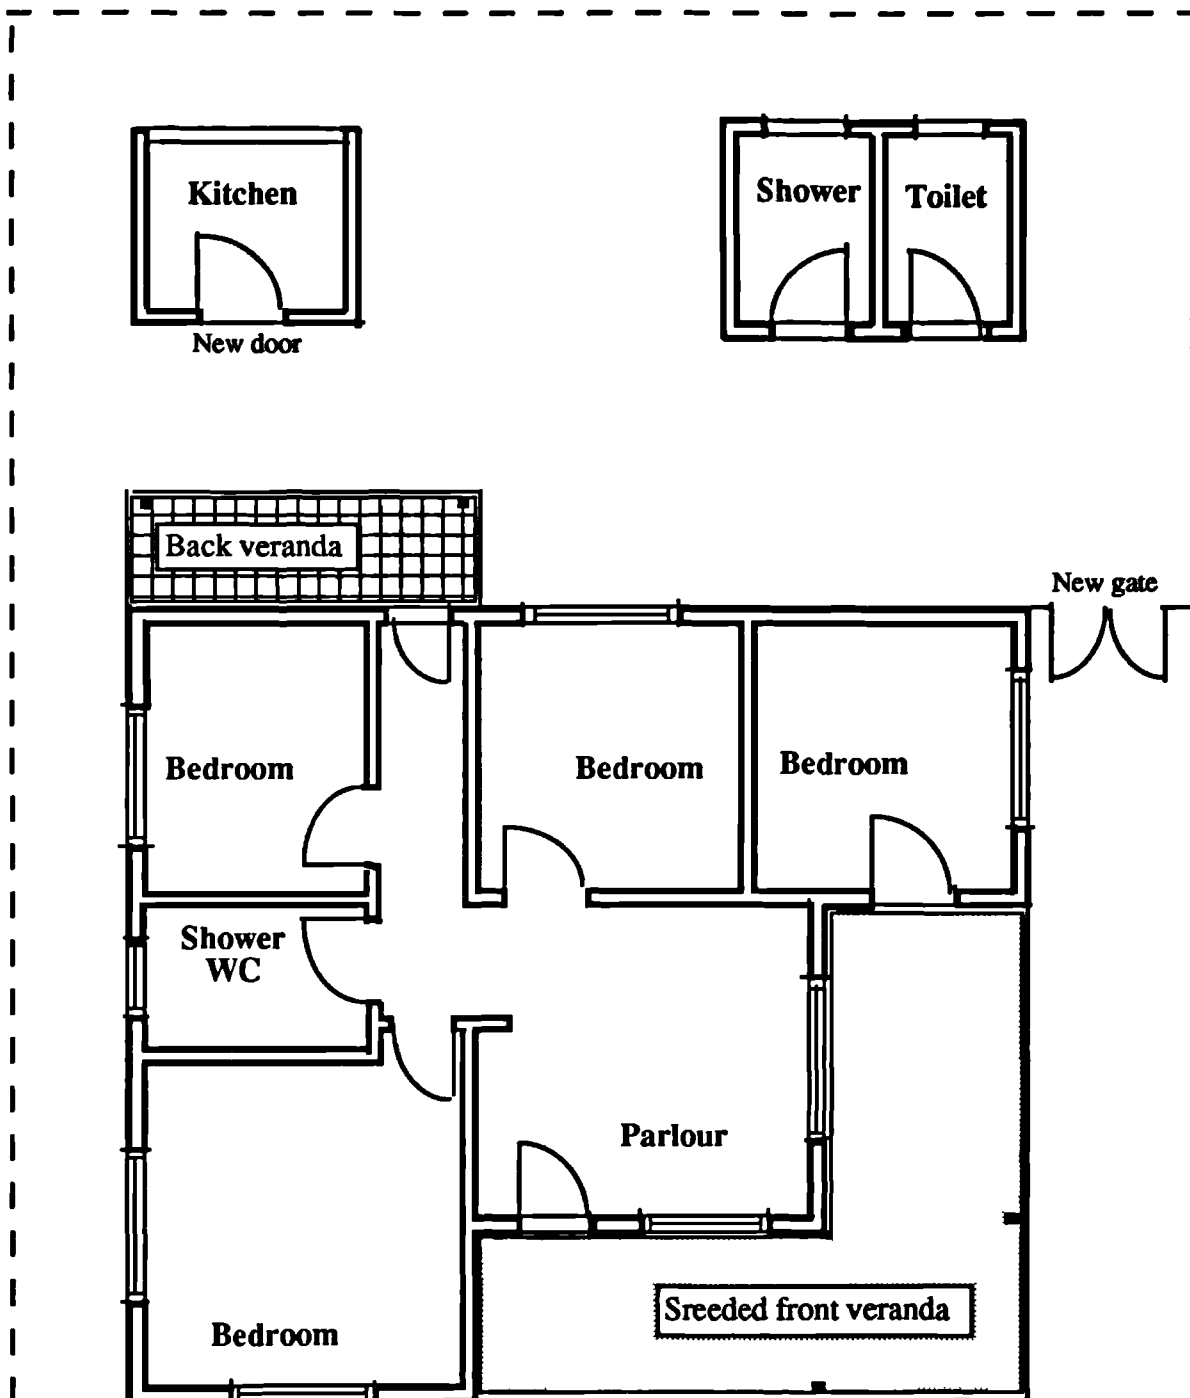 Kitchen
Shower
Toilet
New door
Back veranda
New gate
Bedroom
Bedroom
Bedroom
Shower
WC
Parlour
Sreeded front veranda
Bedroom